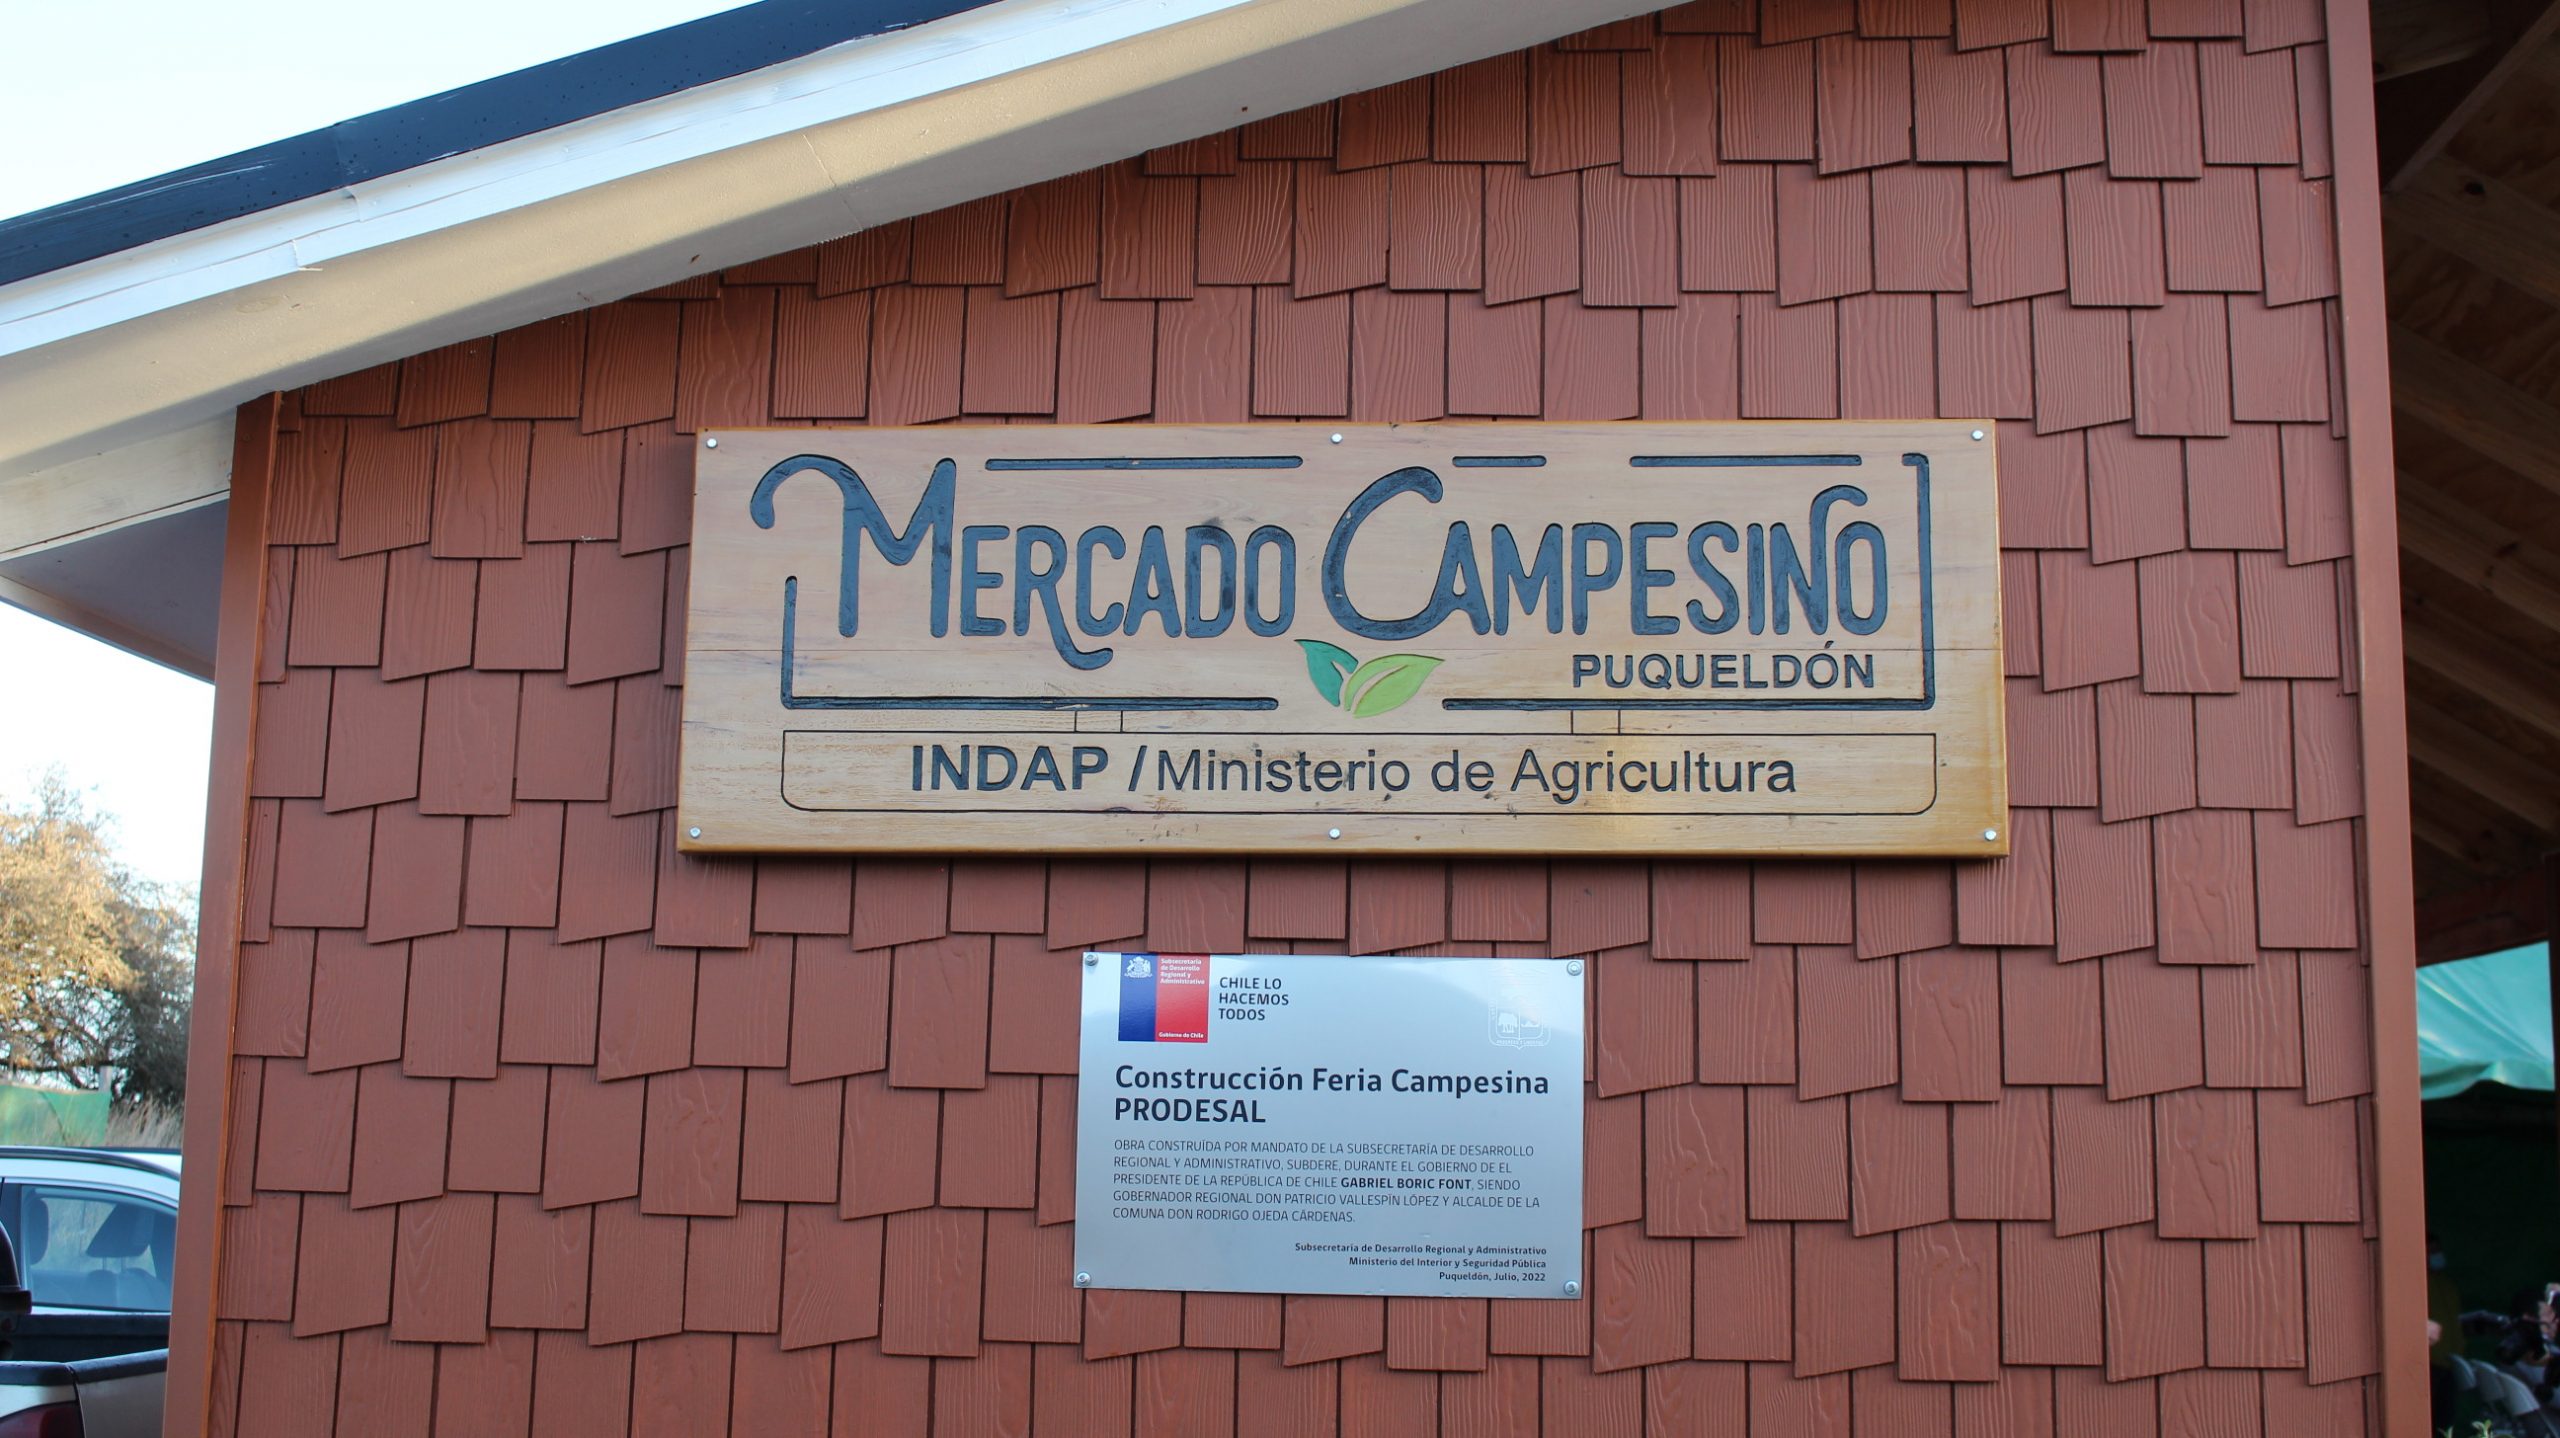 MERCADO CAMPESINO
PUQUELDÓN
INDAP / Ministerio de Agricultura
Subsecretaría
de Desarrollo
Regional y
Administrativo
Gobierno de Chile
CHILE LO
HACEMOS
TODOS
Construcción Feria Campesina
PRODESAL
OBRA CONSTRUÍDA POR MANDATO DE LA SUBSECRETARÍA DE DESARROLLO
REGIONAL Y ADMINISTRATIVO, SUBDERE, DURANTE EL GOBIERNO DE EL
PRESIDENTE DE LA REPÚBLICA DE CHILE GABRIEL BORIC FONT, SIENDO
GOBERNADOR REGIONAL DON PATRICIO VALLESPÍN LÓPEZ Y ALCALDE DE LA
COMUNA DON RODRIGO OJEDA CÁRDENAS.
Subsecretaría de Desarrollo Regional y Administrativo
Ministerio del Interior y Seguridad Pública
Puqueldón, Julio, 2022